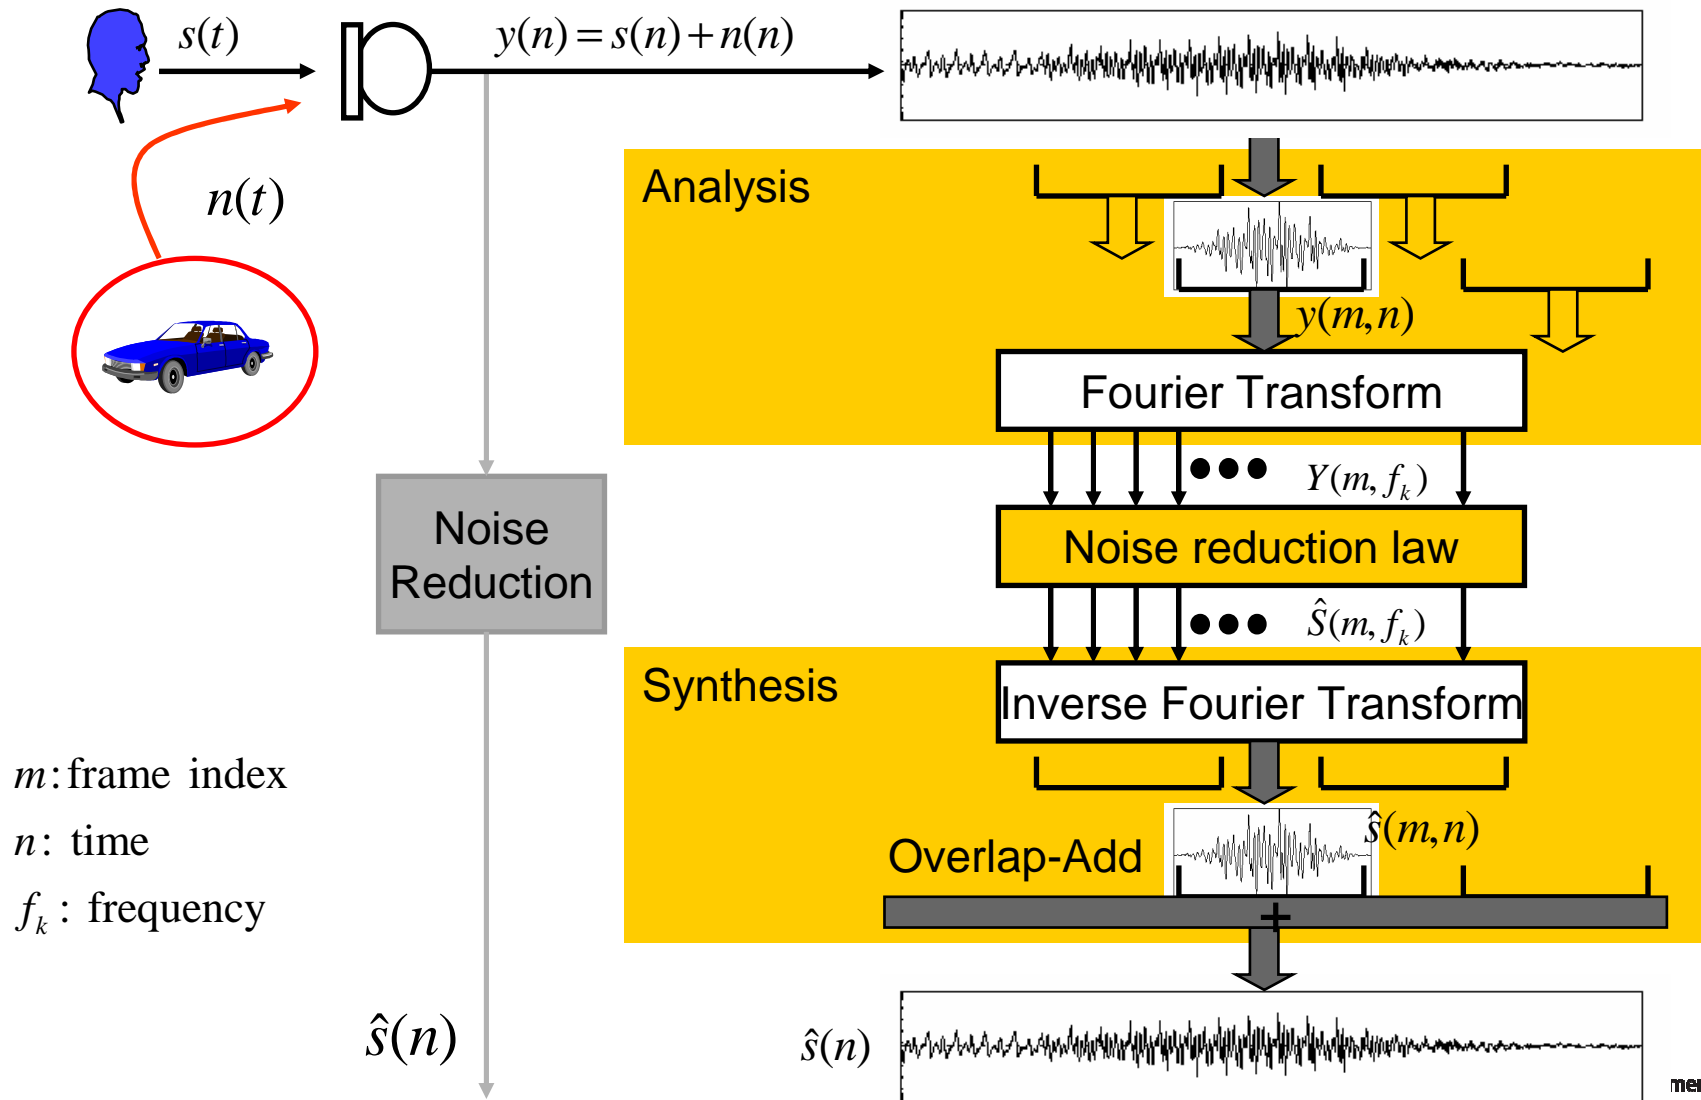 s(t)
y(n) = s(n) + n(n)
n(t)
Analysis
y(m,n)
Fourier Transform
Y(m, f_k)
Noise
Reduction
Noise reduction law
Ŝ(m, f_k)
Synthesis
Inverse Fourier Transform
m: frame index
n: time
f_k : frequency
ŝ(m,n)
Overlap-Add
+
ŝ(n)
ŝ(n)